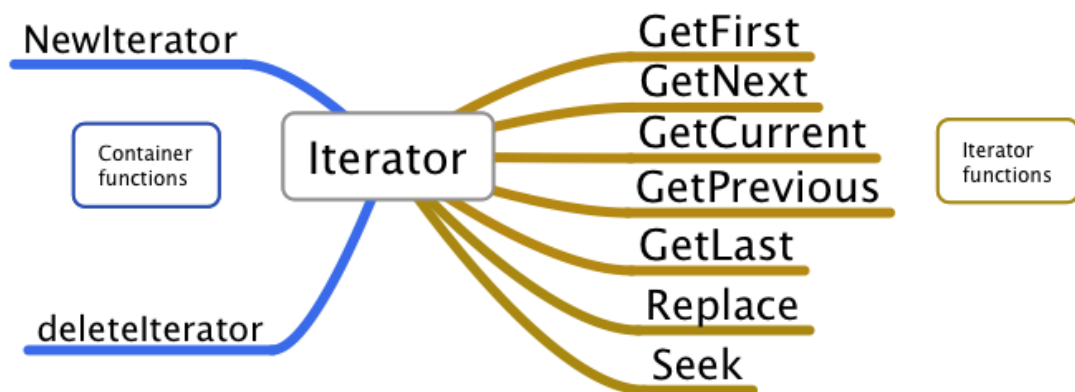 NewIterator
Container
functions
deleteIterator
Iterator
GetFirst
GetNext
GetCurrent
GetPrevious
GetLast
Replace
Seek
Iterator
functions